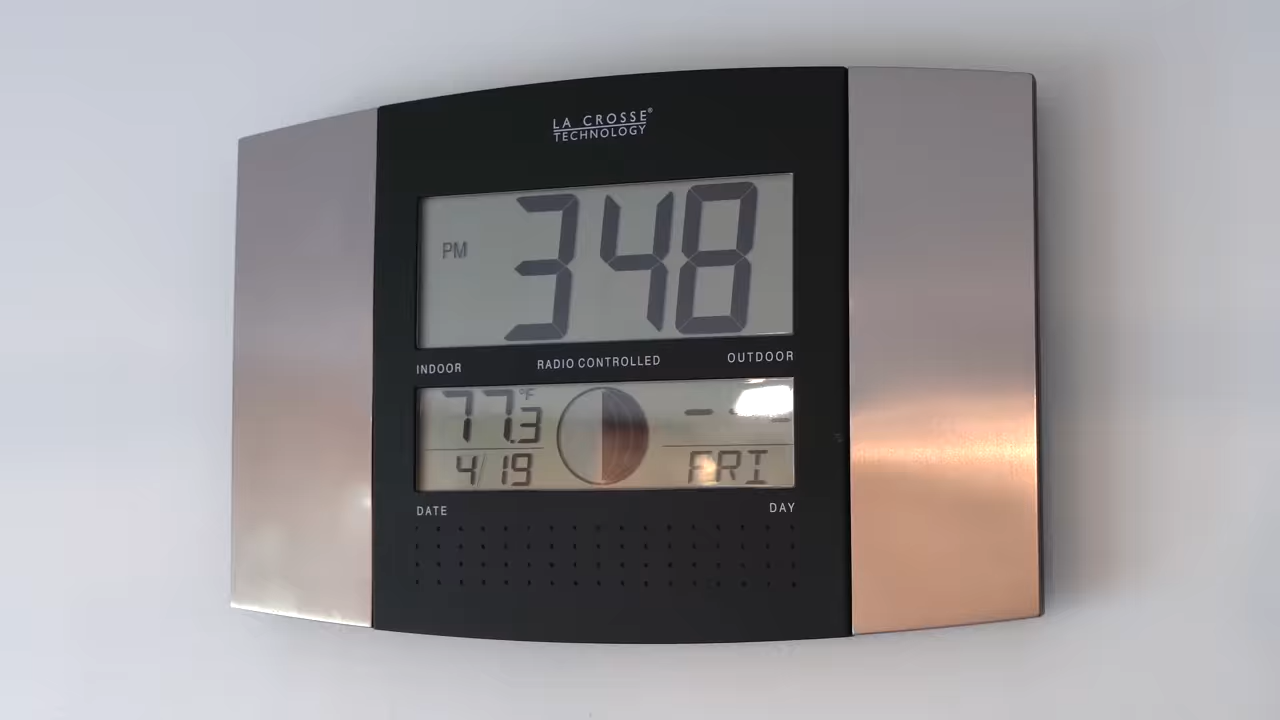 LA CROSSE®
TECHNOLOGY
PM 3 48
INDOOR RADIO CONTROLLED OUTDOOR
77.3 °F
4/19 FRI
DATE DAY